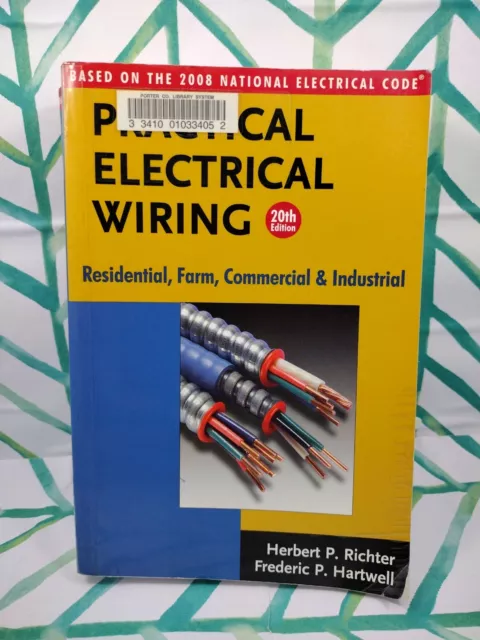 BASED ON THE 2008 NATIONAL ELECTRICAL CODE®
PORTER CO. LIBRARY SYSTEM
3 3410 01033405 2
PRACTICAL
ELECTRICAL
WIRING
20th
Edition
Residential, Farm, Commercial & Industrial
Herbert P. Richter
Frederic P. Hartwell